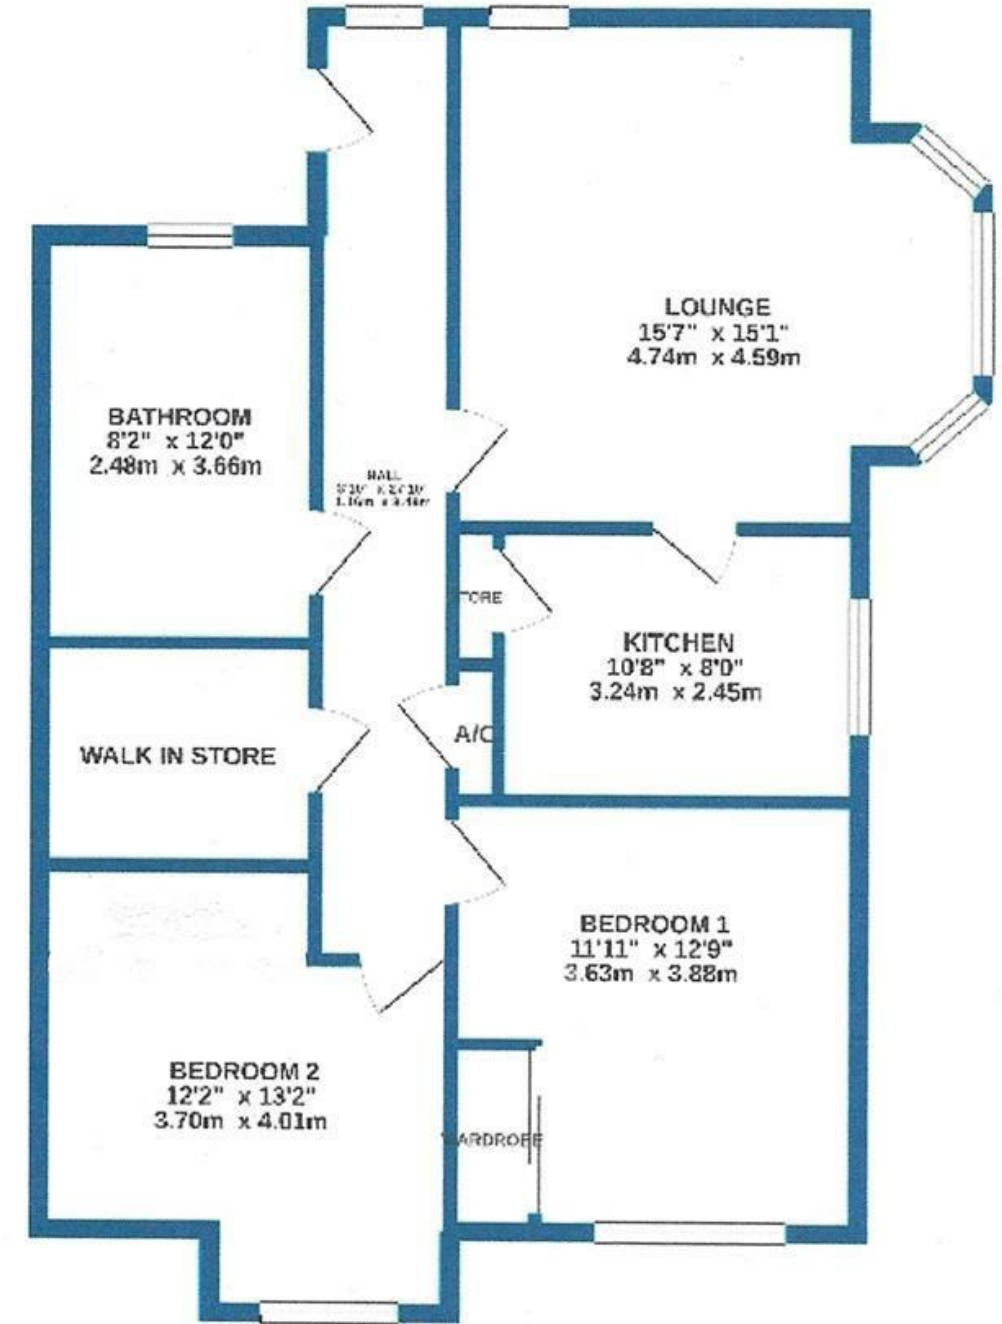 LOUNGE
15'7" x 15'1"
4.74m x 4.59m
BATHROOM
8'2" x 12'0"
2.48m x 3.66m
HALL
TORE
KITCHEN
10'8" x 8'0"
3.24m x 2.45m
A/C
WALK IN STORE
BEDROOM 1
11'11" x 12'9"
3.63m x 3.88m
BEDROOM 2
12'2" x 13'2"
3.70m x 4.01m
WARDROBE